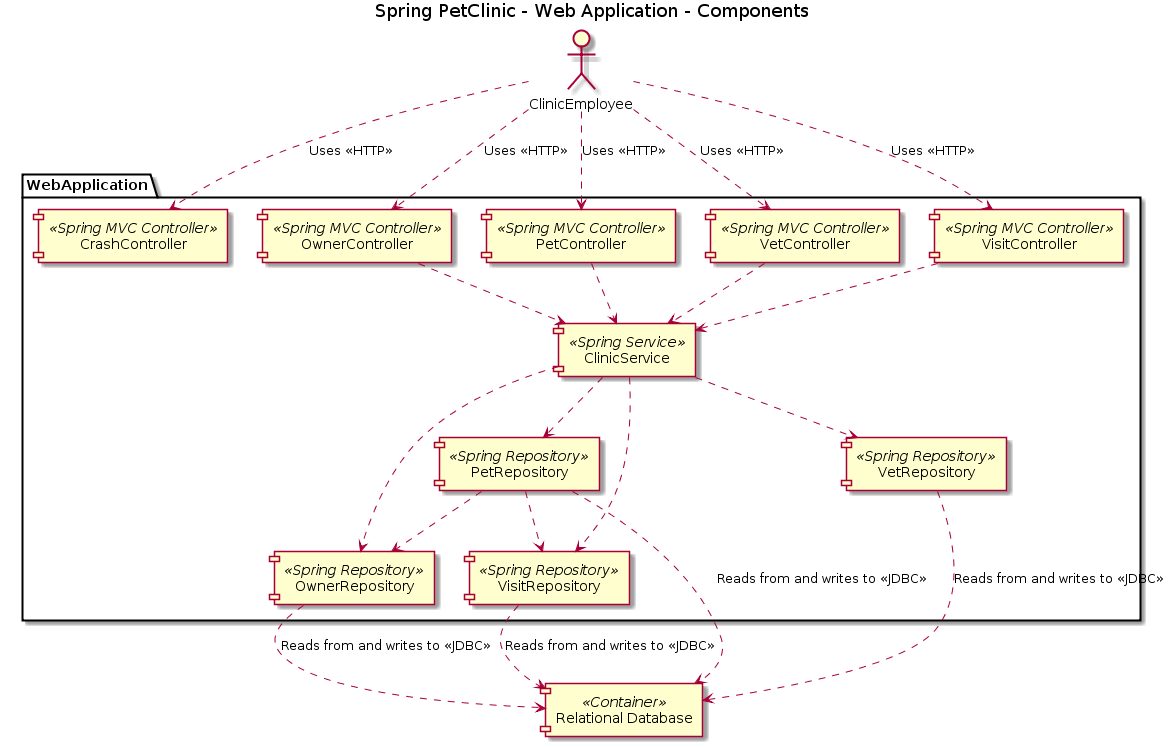 Spring PetClinic - Web Application - Components
ClinicEmployee
Uses «HTTP»
Uses «HTTP»
Uses «HTTP»
Uses «HTTP»
Uses «HTTP»
WebApplication
«Spring MVC Controller»
CrashController
«Spring MVC Controller»
OwnerController
«Spring MVC Controller»
PetController
«Spring MVC Controller»
VetController
«Spring MVC Controller»
VisitController
«Spring Service»
ClinicService
«Spring Repository»
PetRepository
«Spring Repository»
VetRepository
«Spring Repository»
OwnerRepository
«Spring Repository»
VisitRepository
Reads from and writes to «JDBC»
Reads from and writes to «JDBC»
Reads from and writes to «JDBC»
Reads from and writes to «JDBC»
«Container»
Relational Database